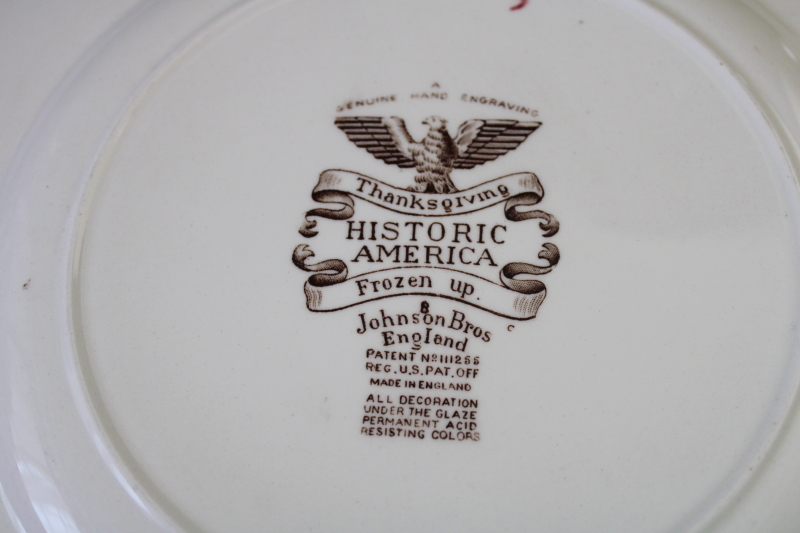 A
GENUINE HAND ENGRAVING
Thanksgiving
HISTORIC
AMERICA
Frozen up.
8
Johnson Bros
England
C
PATENT No 111255
REG. U.S. PAT. OFF
MADE IN ENGLAND
ALL DECORATION
UNDER THE GLAZE
PERMANENT ACID
RESISTING COLORS